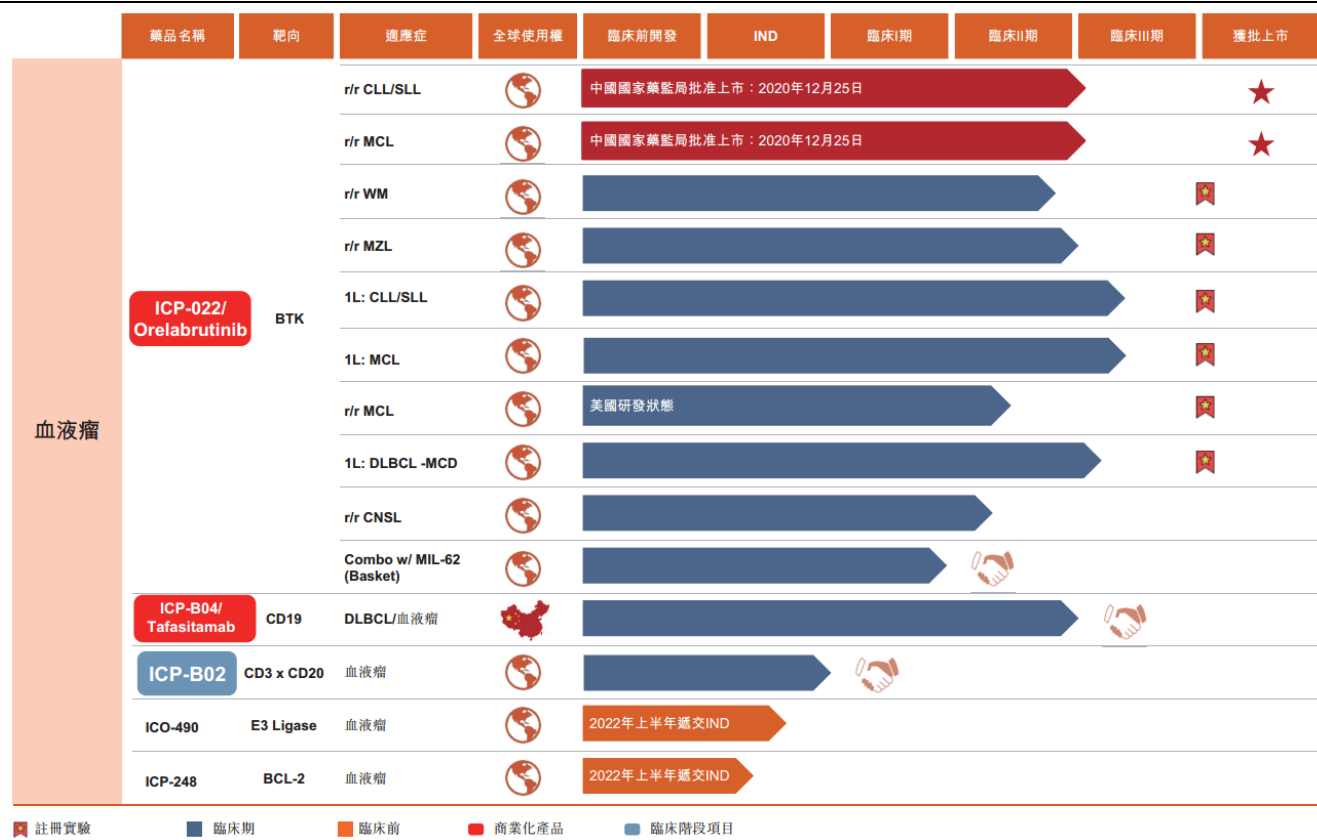 藥品名稱 靶向 適應症 全球使用權 臨床前開發 IND 臨床I期 臨床II期 臨床III期 獲批上市
血液瘤
ICP-022/
Orelabrutinib
BTK
r/r CLL/SLL
中國國家藥監局批准上市：2020年12月25日
r/r MCL
中國國家藥監局批准上市：2020年12月25日
r/r WM
r/r MZL
1L: CLL/SLL
1L: MCL
r/r MCL
美國研發狀態
1L: DLBCL -MCD
r/r CNSL
Combo w/ MIL-62
(Basket)
ICP-B04/
Tafasitamab
CD19
DLBCL/血液瘤
ICP-B02
CD3 x CD20
血液瘤
ICO-490
E3 Ligase
血液瘤
2022年上半年遞交IND
ICP-248
BCL-2
血液瘤
2022年上半年遞交IND
註冊實驗 臨床期 臨床前 商業化產品 臨床階段項目